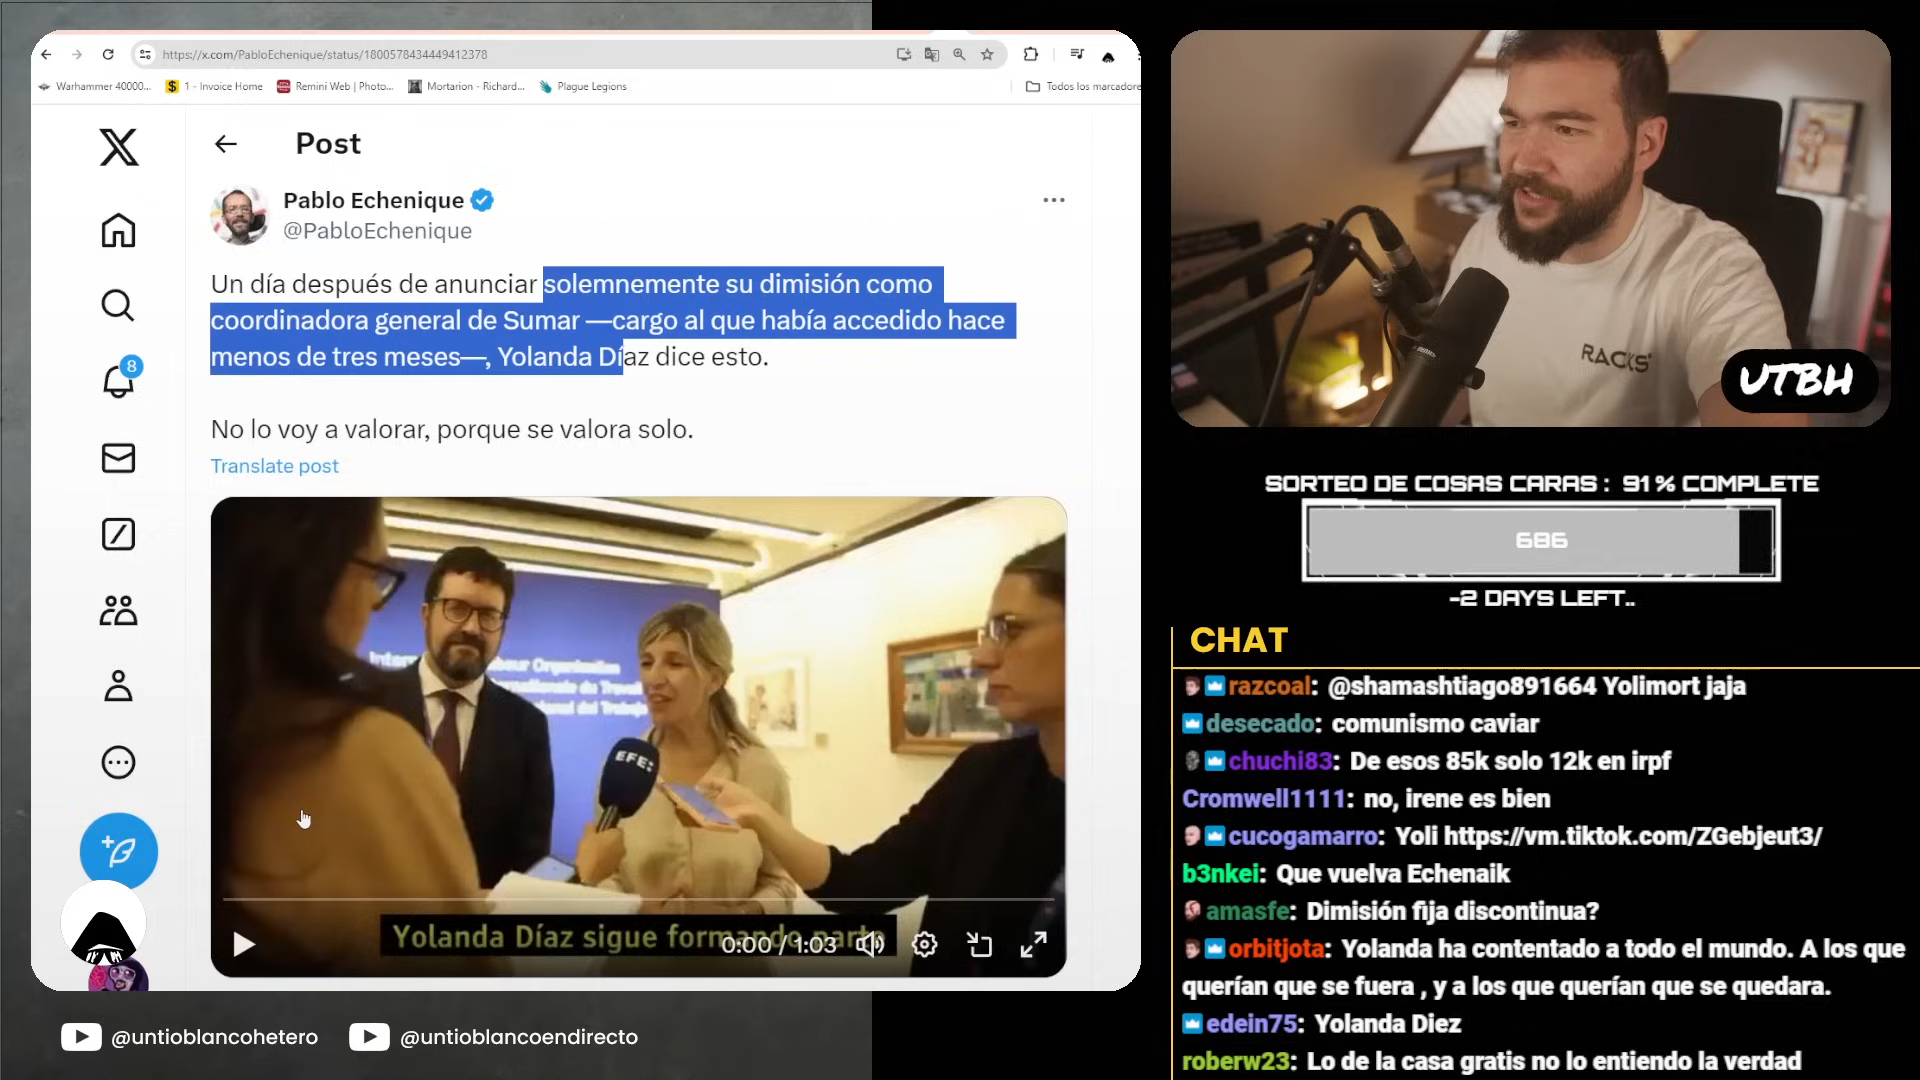 https://x.com/PabloEchenique/status/1800578434449412378
Warhammer 40000...
1 - Invoice Home
Remini Web | Photo...
Mortarion - Richard...
Plague Legions
Todos los marcadore
Post
Pablo Echenique
@PabloEchenique
Un día después de anunciar solemnemente su dimisión como
coordinadora general de Sumar —cargo al que había accedido hace
menos de tres meses—, Yolanda Díaz dice esto.
No lo voy a valorar, porque se valora solo.
Translate post
8
EFE:
Yolanda Díaz sigue formando parte
0:00 / 1:03
@untioblancohetero
@untioblancoendirecto
RACKS
UTBH
SORTEO DE COSAS CARAS : 91% COMPLETE
686
-2 DAYS LEFT..
CHAT
razcoal: @shamashtiago891664 Yolimort jaja
desecado: comunismo caviar
chuchi83: De esos 85k solo 12k en irpf
Cromwell1111: no, irene es bien
cucogamarro: Yoli https://vm.tiktok.com/ZGebjeut3/
b3nkei: Que vuelva Echenaik
amasfe: Dimisión fija discontinua?
orbitjota: Yolanda ha contentado a todo el mundo. A los que
querían que se fuera , y a los que querían que se quedara.
edein75: Yolanda Diez
roberw23: Lo de la casa gratis no lo entiendo la verdad